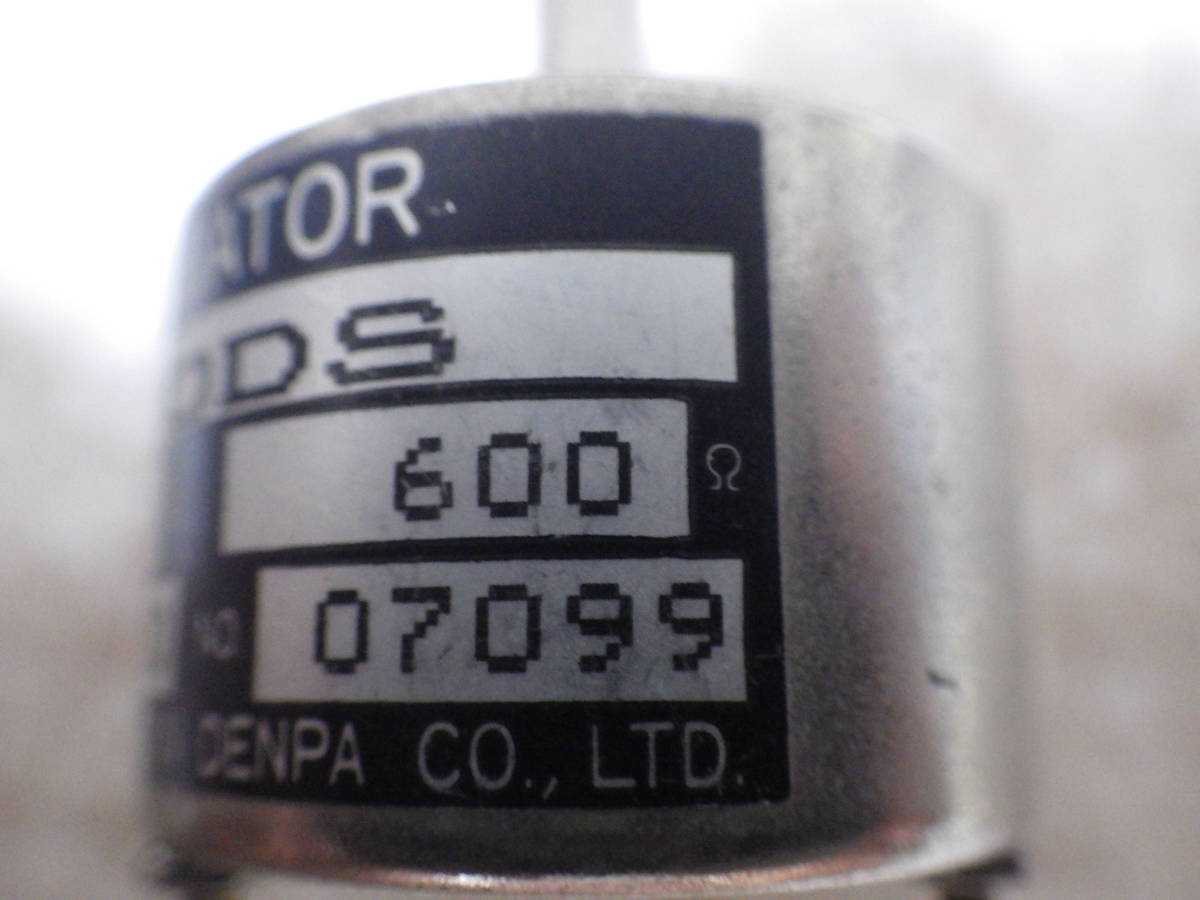 ATOR
DS
600 Ω
NO. 07099
DENPA CO., LTD.